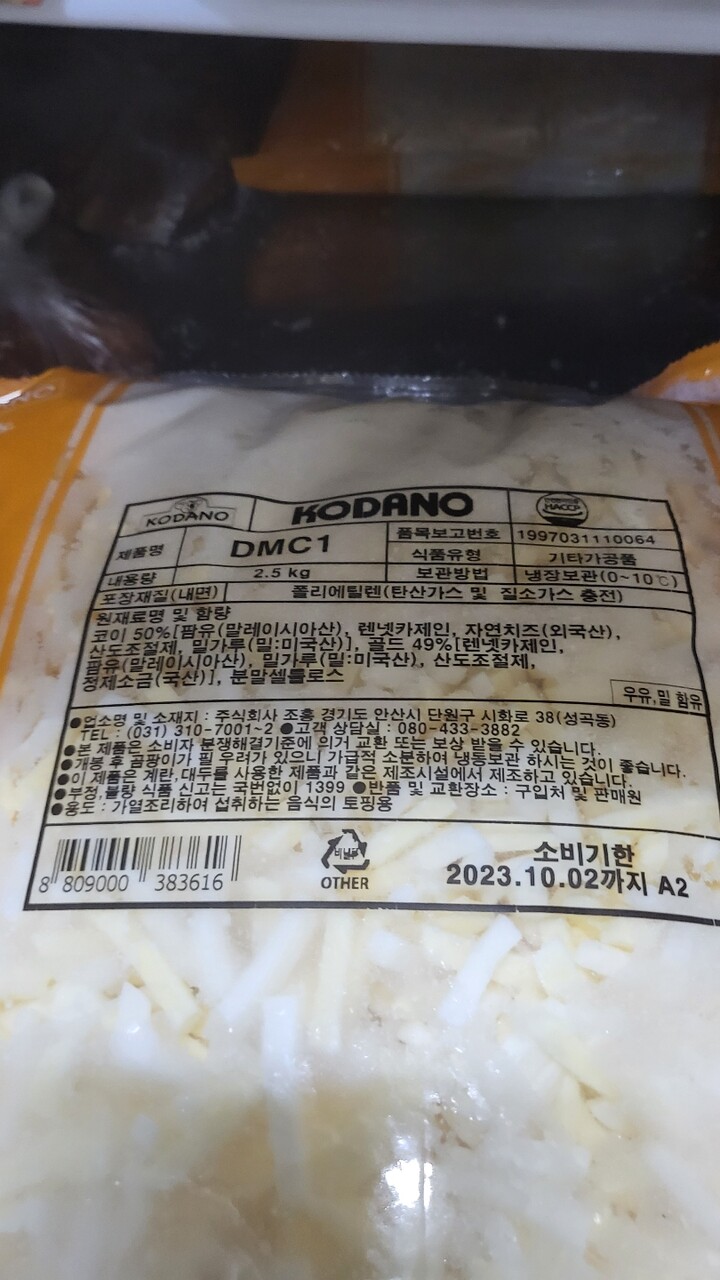 KODANO
KODANO
HACCP
제품명
DMC1
품목보고번호
1997031110064
식품유형
기타가공품
내용량
2.5 kg
보관방법
냉장보관(0~10℃)
포장재질(내면)
폴리에틸렌(탄산가스 및 질소가스 충전)
원재료명 및 함량
코이 50%[팜유(말레이시아산), 렌넷카제인, 자연치즈(외국산),
산도조절제, 밀가루(밀:미국산)], 골드 49%[렌넷카제인,
팜유(말레이시아산), 밀가루(밀:미국산), 산도조절제,
정제소금(국산)], 분말셀룰로스
우유,밀 함유
●업소명 및 소재지 : 주식회사 조흥 경기도 안산시 단원구 시화로 38(성곡동)
TEL : (031) 310-7001~2 ●고객 상담실 : 080-433-3882
●본 제품은 소비자 분쟁해결기준에 의거 교환 또는 보상 받을 수 있습니다.
●개봉 후 곰팡이가 필 우려가 있으니 가급적 소분하여 냉동보관 하시는 것이 좋습니다.
●이 제품은 계란,대두를 사용한 제품과 같은 제조시설에서 제조하고 있습니다.
●부정,불량 식품 신고는 국번없이 1399 ●반품 및 교환장소 : 구입처 및 판매원
●용도 : 가열조리하여 섭취하는 음식의 토핑용
8 809000 383616
비닐류
OTHER
소비기한
2023.10.02까지 A2